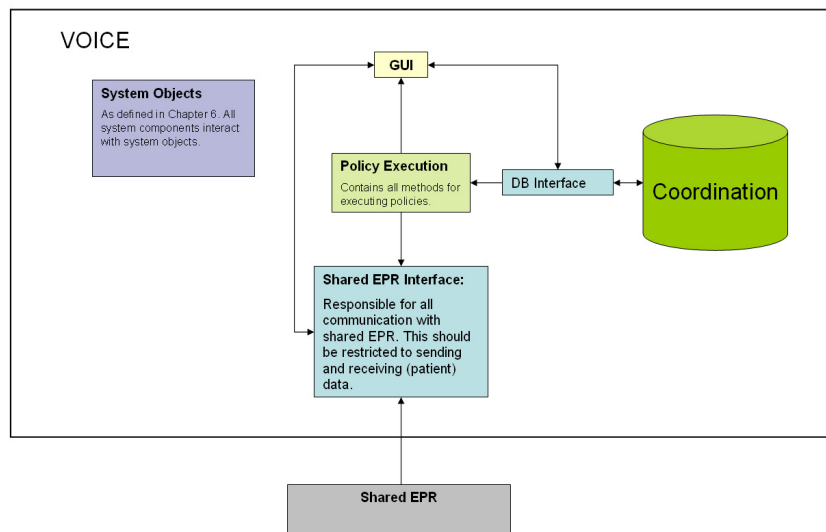 VOICE
GUI
System Objects
As defined in Chapter 6. All
system components interact
with system objects.
Policy Execution
Contains all methods for
executing policies.
DB Interface
Coordination
Shared EPR Interface:
Responsible for all
communication with
shared EPR. This should
be restricted to sending
and receiving (patient)
data.
Shared EPR